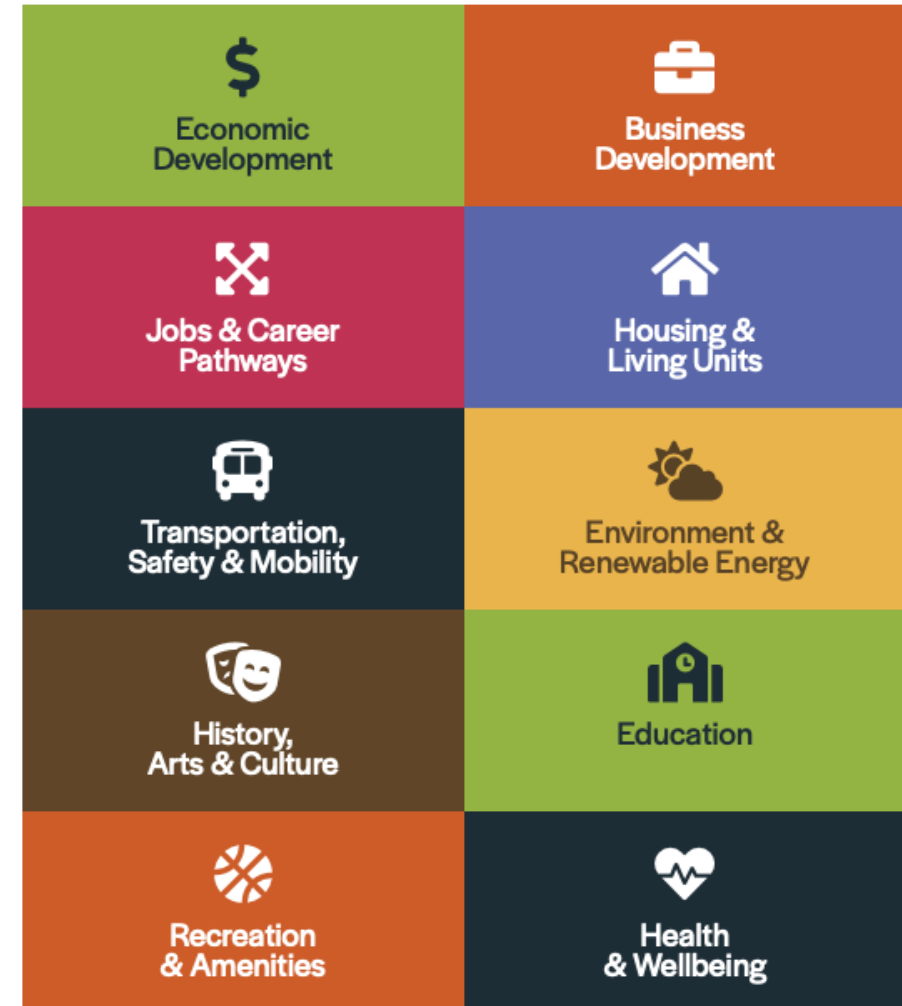 Economic
Development
Business
Development
Jobs & Career
Pathways
Housing &
Living Units
Transportation,
Safety & Mobility
Environment &
Renewable Energy
History,
Arts & Culture
Education
Recreation
& Amenities
Health
& Wellbeing